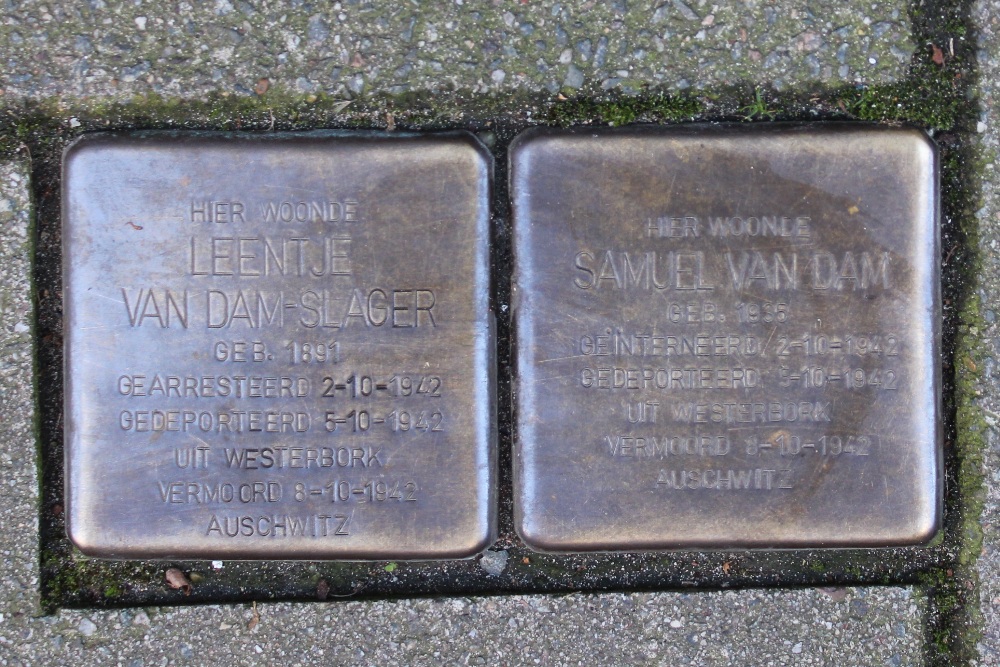 HIER WOONDE
LEENTJE
VAN DAM-SLAGER
GEB. 1891
GEARRESTEERD 2-10-1942
GEDEPORTEERD 5-10-1942
UIT WESTERBORK
VERMOORD 8-10-1942
AUSCHWITZ
HIER WOONDE
SAMUEL VAN DAM
GEB.
GEÏNTERNEERD 2-10-1942
GEDEPORTEERD 5-10-1942
UIT WESTERBORK
VERMOORD 8-10-1942
AUSCHWITZ